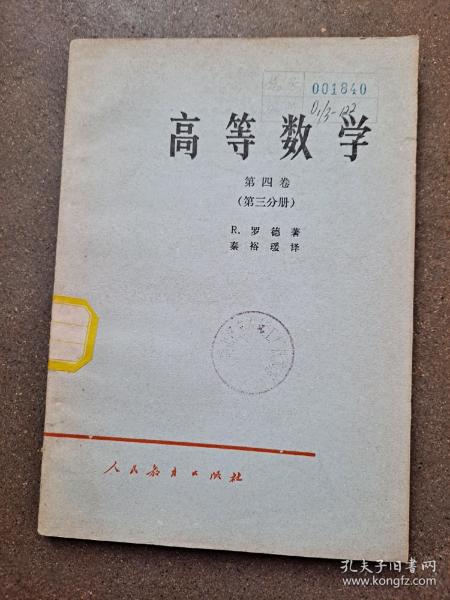 001840
高等数学
第四卷
（第三分册）
R．罗德著
秦裕瑗译
人民教育出版社
孔夫子旧书网
www.kongfz.com